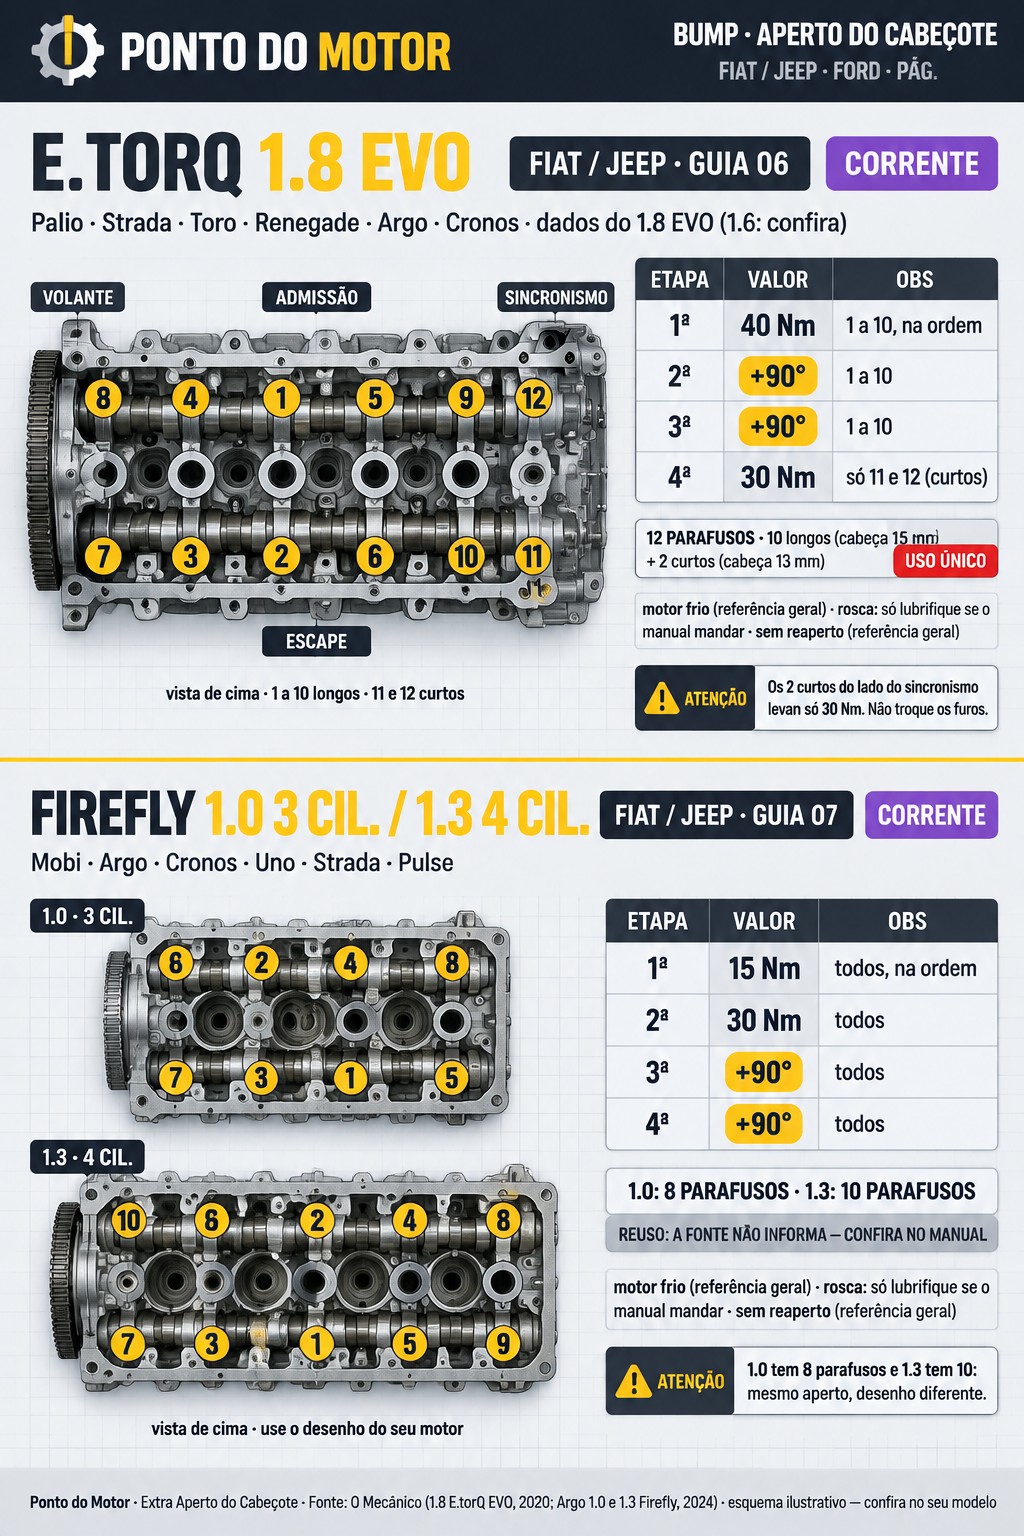 PONTO DO MOTOR
BUMP · APERTO DO CABEÇOTE
FIAT / JEEP · FORD · PÁG.
E.TORQ 1.8 EVO
FIAT / JEEP · GUIA 06
CORRENTE
Palio · Strada · Toro · Renegade · Argo · Cronos · dados do 1.8 EVO (1.6: confira)
VOLANTE
ADMISSÃO
SINCRONISMO
8 4 1 5 9 12
7 3 2 6 10 11
ESCAPE
vista de cima · 1 a 10 longos · 11 e 12 curtos
ETAPA VALOR OBS
1ª 40 Nm 1 a 10, na ordem
2ª +90° 1 a 10
3ª +90° 1 a 10
4ª 30 Nm só 11 e 12 (curtos)
12 PARAFUSOS · 10 longos (cabeça 15 mm)
+ 2 curtos (cabeça 13 mm)
USO ÚNICO
motor frio (referência geral) · rosca: só lubrifique se o
manual mandar · sem reaperto (referência geral)
ATENÇÃO
Os 2 curtos do lado do sincronismo
levan só 30 Nm. Não troque os furos.
FIREFLY 1.0 3 CIL. / 1.3 4 CIL.
FIAT / JEEP · GUIA 07
CORRENTE
Mobi · Argo · Cronos · Uno · Strada · Pulse
1.0 · 3 CIL.
6 2 4 8
7 3 1 5
1.3 · 4 CIL.
10 6 2 4 8
7 3 1 5 9
vista de cima · use o desenho do seu motor
ETAPA VALOR OBS
1ª 15 Nm todos, na ordem
2ª 30 Nm todos
3ª +90° todos
4ª +90° todos
1.0: 8 PARAFUSOS · 1.3: 10 PARAFUSOS
REUSO: A FONTE NÃO INFORMA — CONFIRA NO MANUAL
motor frio (referência geral) · rosca: só lubrifique se o
manual mandar · sem reaperto (referência geral)
ATENÇÃO
1.0 tem 8 parafusos e 1.3 tem 10:
mesmo aperto, desenho diferente.
Ponto do Motor · Extra Aperto do Cabeçote · Fonte: O Mecânico (1.8 E.torQ EVO, 2020; Argo 1.0 e 1.3 Firefly, 2024) · esquema ilustrativo — confira no seu modelo